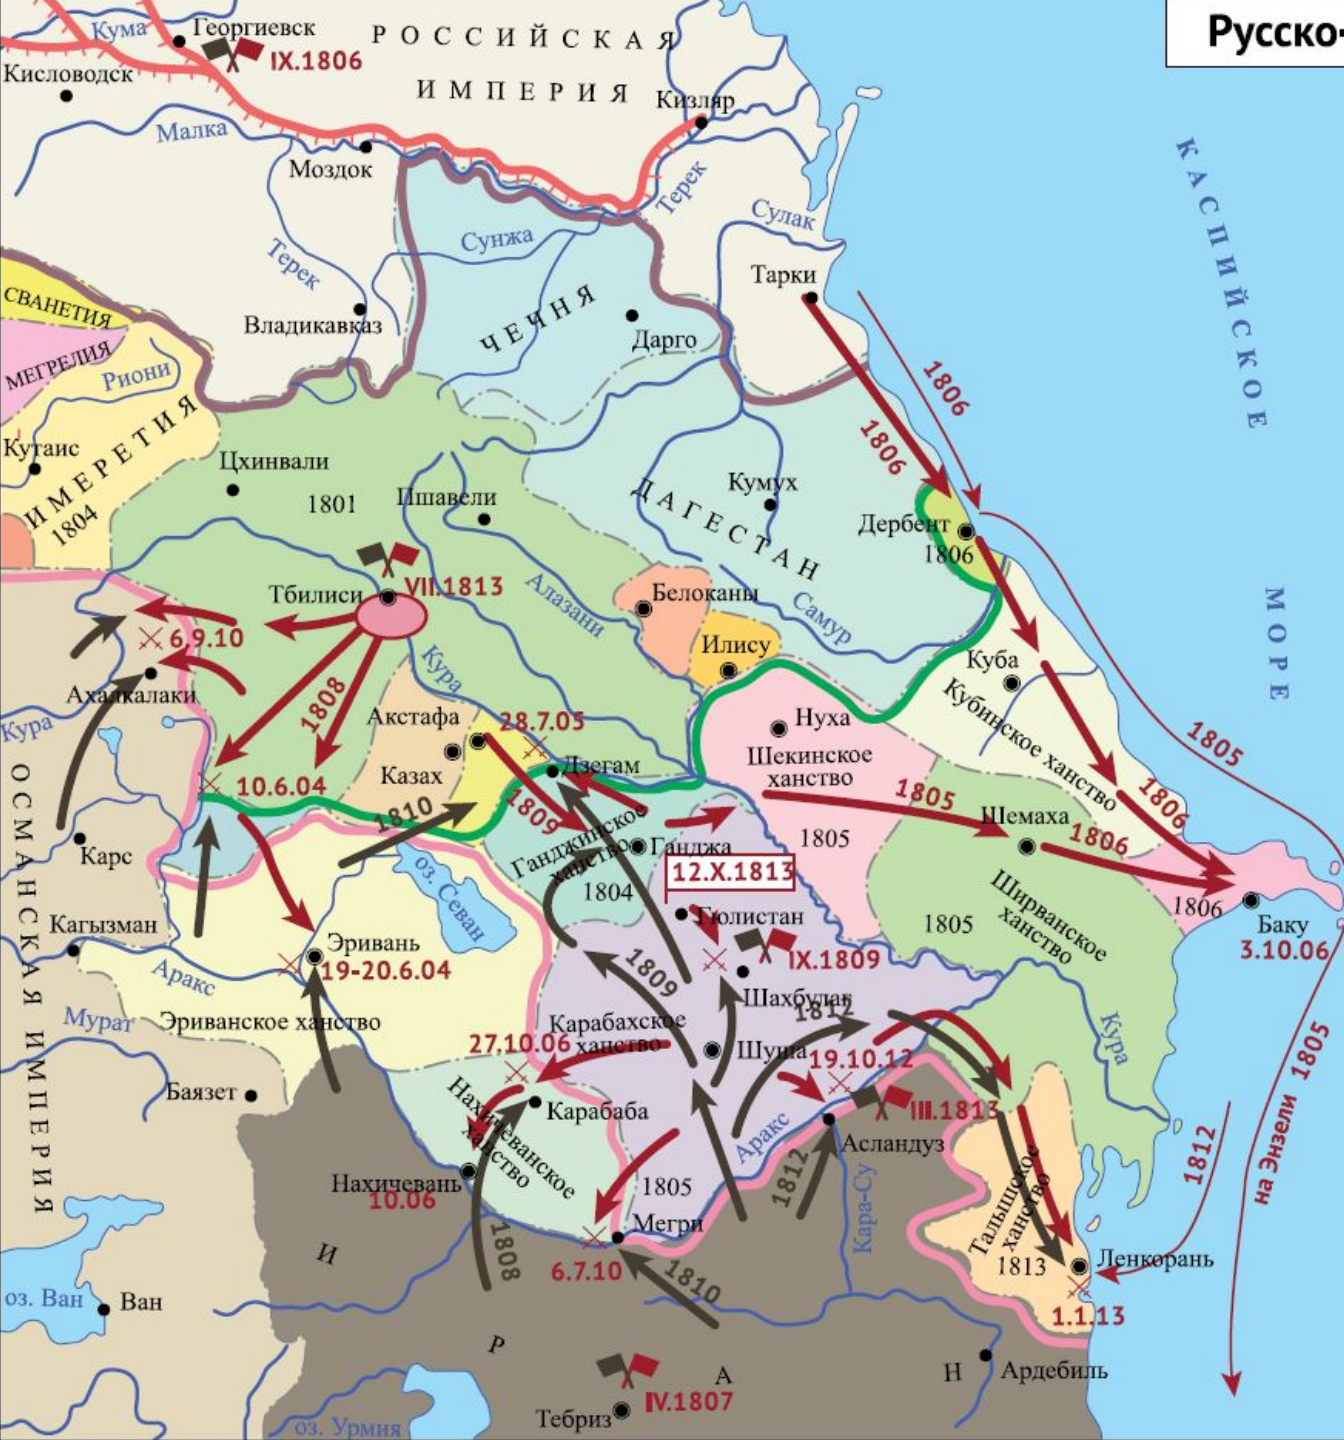 Русско-
Кума
Георгиевск
IX.1806
РОССИЙСКАЯ
ИМПЕРИЯ
Кисловодск
Кизляр
Малка
Моздок
Терек
Сулак
КАСПИЙСКОЕ
МОРЕ
Сунжа
Терек
Тарки
СВАНЕТИЯ
Владикавказ
ЧЕЧНЯ
Дарго
МЕГРЕЛИЯ
Риони
1806
1806
ИМЕРЕТИЯ
1804
Кутаис
Цхинвали
1801
Пшавели
Кумух
ДАГЕСТАН
Дербент
1806
Тбилиси
VII.1813
Алазани
Белоканы
Самур
6.9.10
Илису
Ахалкалаки
Кура
Кура
1808
Куба
Кубинское ханство
Акстафа
28.7.05
Нуха
Шекинское
ханство
1805
Казах
Дзегам
10.6.04
1810
1809
1805
Шемаха
1806
1806
Карс
оз. Севан
Ганджинское
ханство
1804
Ганджа
12.X.1813
1805
Ширванское
ханство
1805
1806
Баку
3.10.06
ОСМАНСКАЯ ИМПЕРИЯ
Кагызман
Эривань
19-20.6.04
Гюлистан
IX.1809
Аракс
1809
Шахбулаг
1812
Мурат
Эриванское ханство
Карабахское
ханство
27.10.06
Шуша
19.10.12
Кура
Баязет
Карабаба
III.1813
Нахичеванское
ханство
Аракс
Асландуз
1812
на Энзели 1805
Нахичевань
10.06
1805
1812
Кара-Су
Талышское
ханство
1813
Мегри
1808
6.7.10
1810
Ленкорань
1.1.13
оз. Ван
Ван
ИРАН
Ардебиль
IV.1807
Тебриз
оз. Урмия